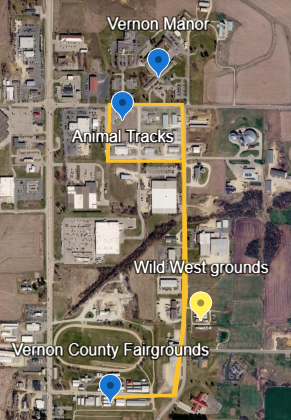 Vernon Manor
Animal Tracks
Wild West grounds
Vernon County Fairgrounds